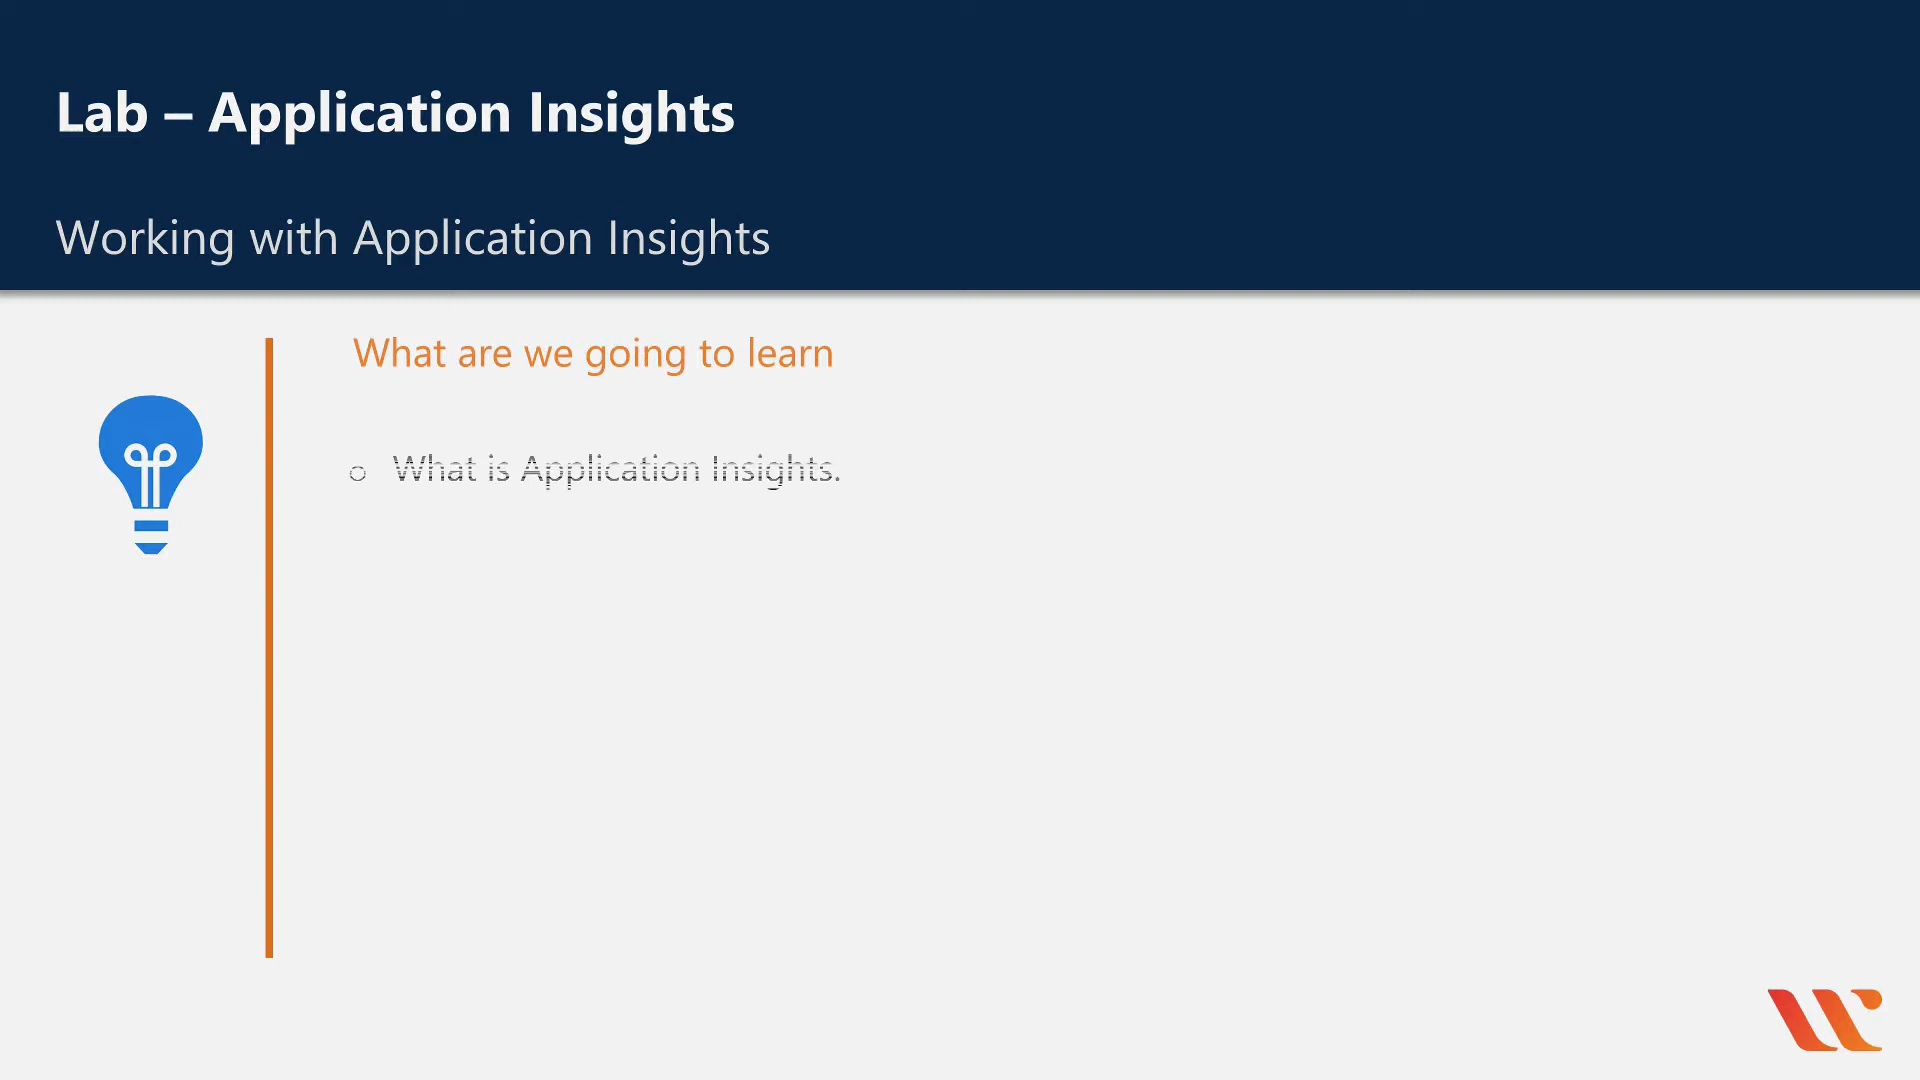 Lab – Application Insights
Working with Application Insights
What are we going to learn
o What is Application Insights.